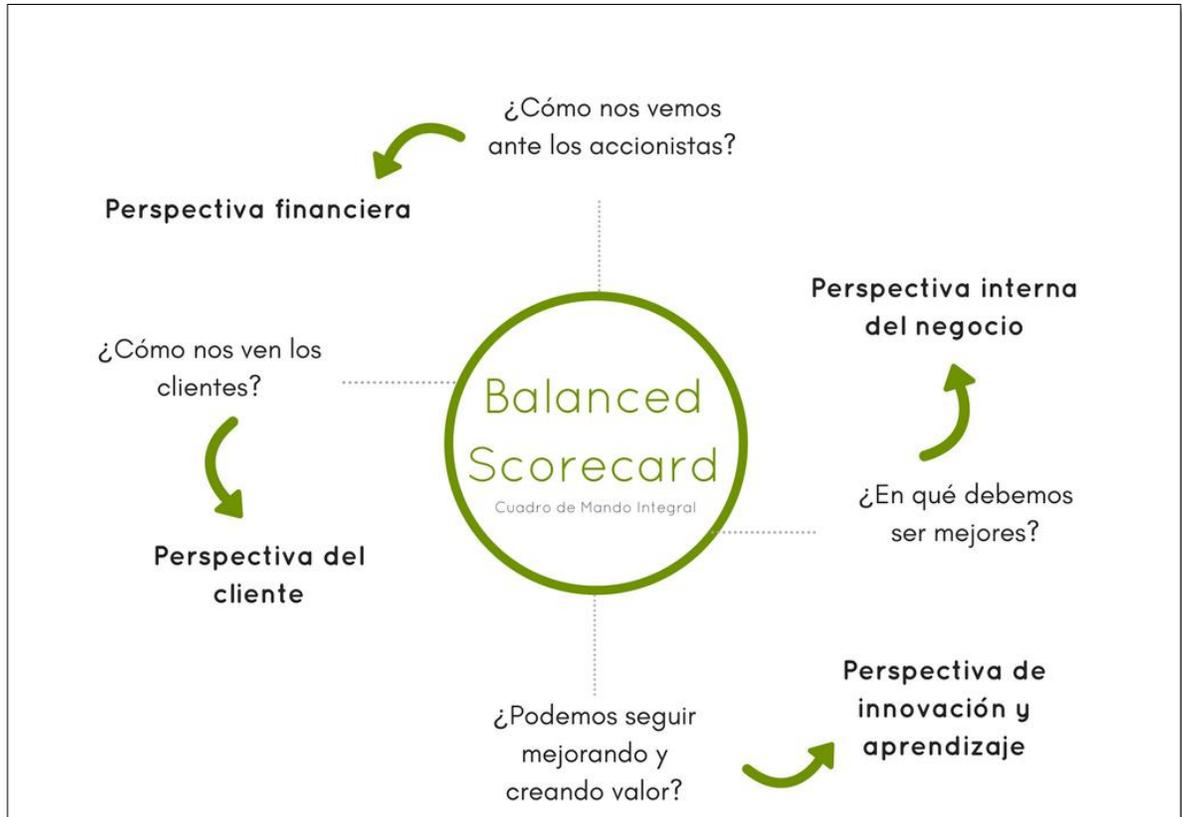 ¿Cómo nos vemos
ante los accionistas?
Perspectiva financiera
Perspectiva interna
del negocio
¿Cómo nos ven los
clientes?
Balanced
Scorecard
Cuadro de Mando Integral
¿En qué debemos
ser mejores?
Perspectiva del
cliente
Perspectiva de
innovación y
aprendizaje
¿Podemos seguir
mejorando y
creando valor?